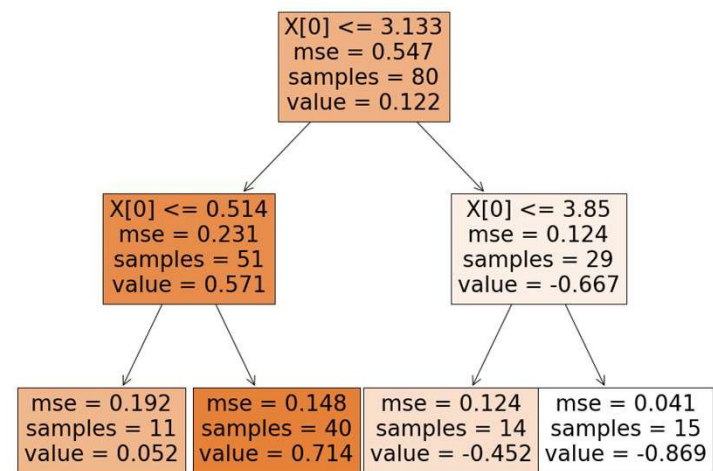 X[0] <= 3.133
mse = 0.547
samples = 80
value = 0.122
X[0] <= 0.514
mse = 0.231
samples = 51
value = 0.571
X[0] <= 3.85
mse = 0.124
samples = 29
value = -0.667
mse = 0.192
samples = 11
value = 0.052
mse = 0.148
samples = 40
value = 0.714
mse = 0.124
samples = 14
value = -0.452
mse = 0.041
samples = 15
value = -0.869